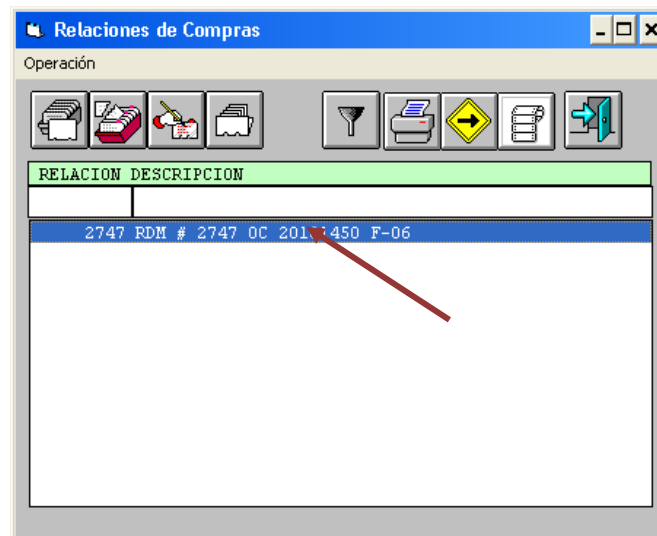 Relaciones de Compras
Operación
RELACION DESCRIPCION
2747 RDM # 2747 OC F-06